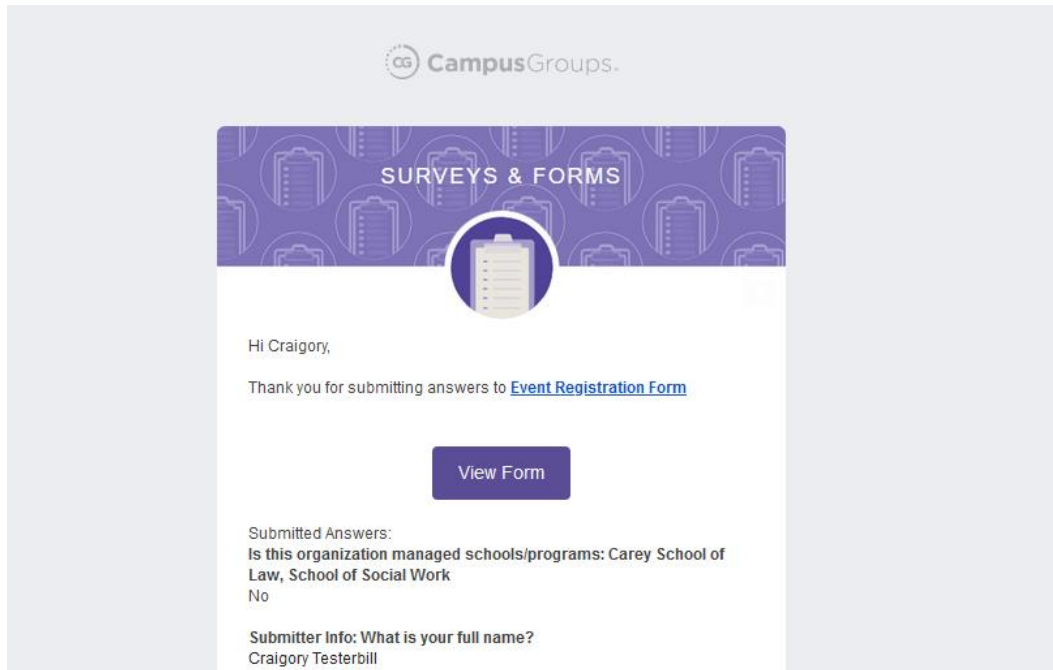 CG CampusGroups.
SURVEYS & FORMS
Hi Craigory,
Thank you for submitting answers to Event Registration Form
View Form
Submitted Answers:
Is this organization managed schools/programs: Carey School of
Law, School of Social Work
No
Submitter Info: What is your full name?
Craigory Testerbill